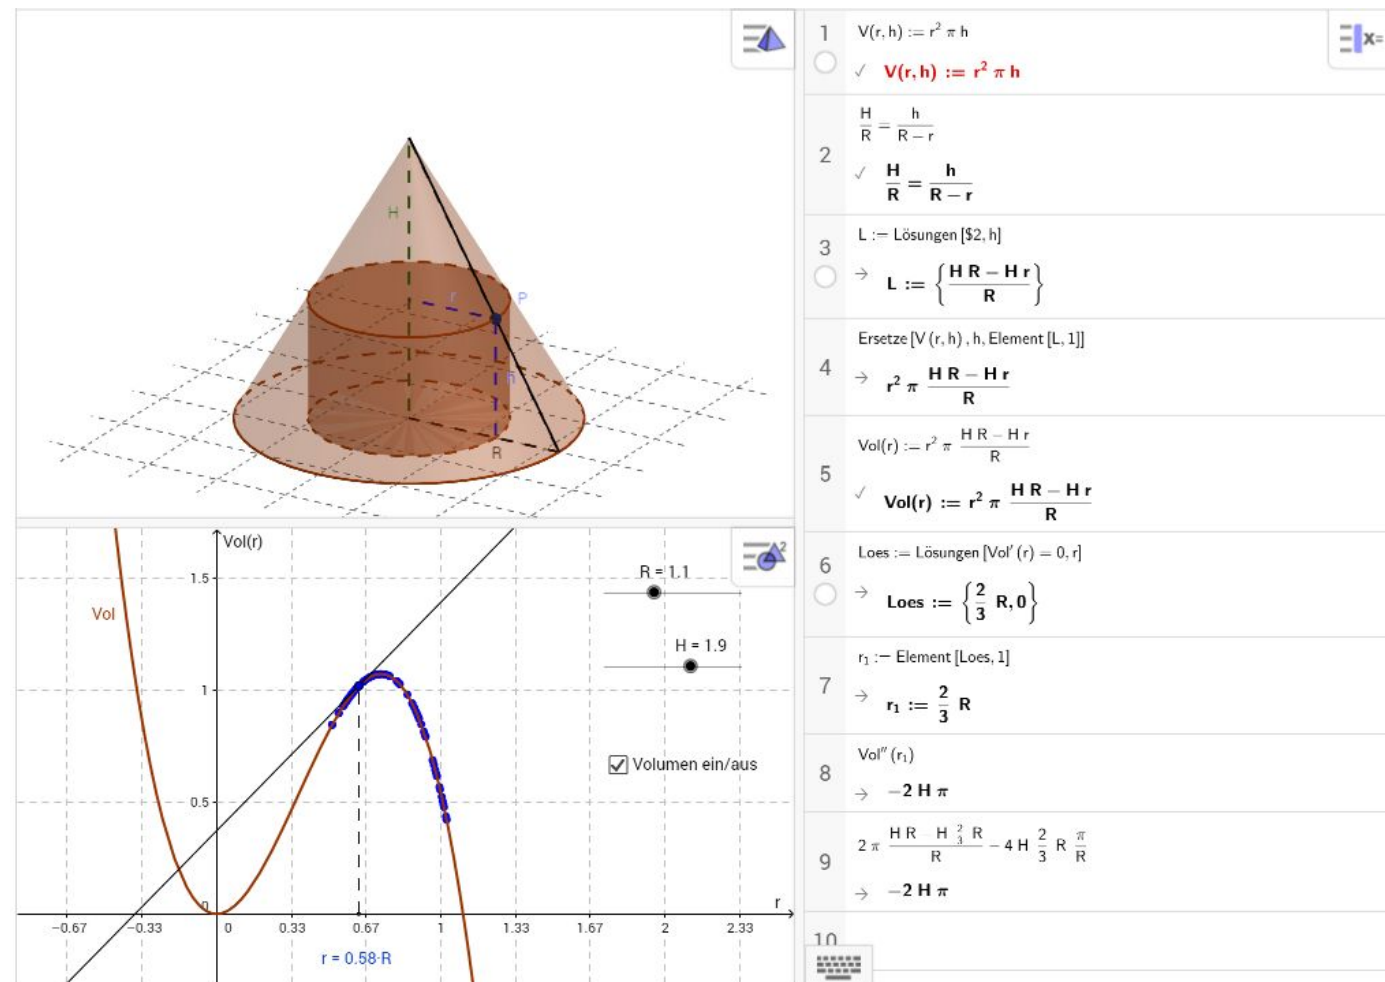 H
r
P
h
R
Vol(r)
1.5
R = 1.1
Vol
H = 1.9
1
Volumen ein/aus
0.5
0
r
−0.67
−0.33
0
0.33
0.67
1
1.33
1.67
2
2.33
r = 0.58·R
2
x=
1
V(r, h) := r² π h
✓ V(r, h) := r² π h
2
H/R = h/(R − r)
✓ H/R = h/(R − r)
3
L := Lösungen [$2, h]
→ L := {(H R − H r)/R}
4
Ersetze [V (r, h) , h, Element [L, 1]]
→ r² π (H R − H r)/R
5
Vol(r) := r² π (H R − H r)/R
✓ Vol(r) := r² π (H R − H r)/R
6
Loes := Lösungen [Vol′ (r) = 0, r]
→ Loes := {2/3 R, 0}
7
r₁ := Element [Loes, 1]
→ r₁ := 2/3 R
8
Vol″ (r₁)
→ −2 H π
9
2 π (H R − H 2/3 R)/R − 4 H 2/3 R π/R
→ −2 H π
10